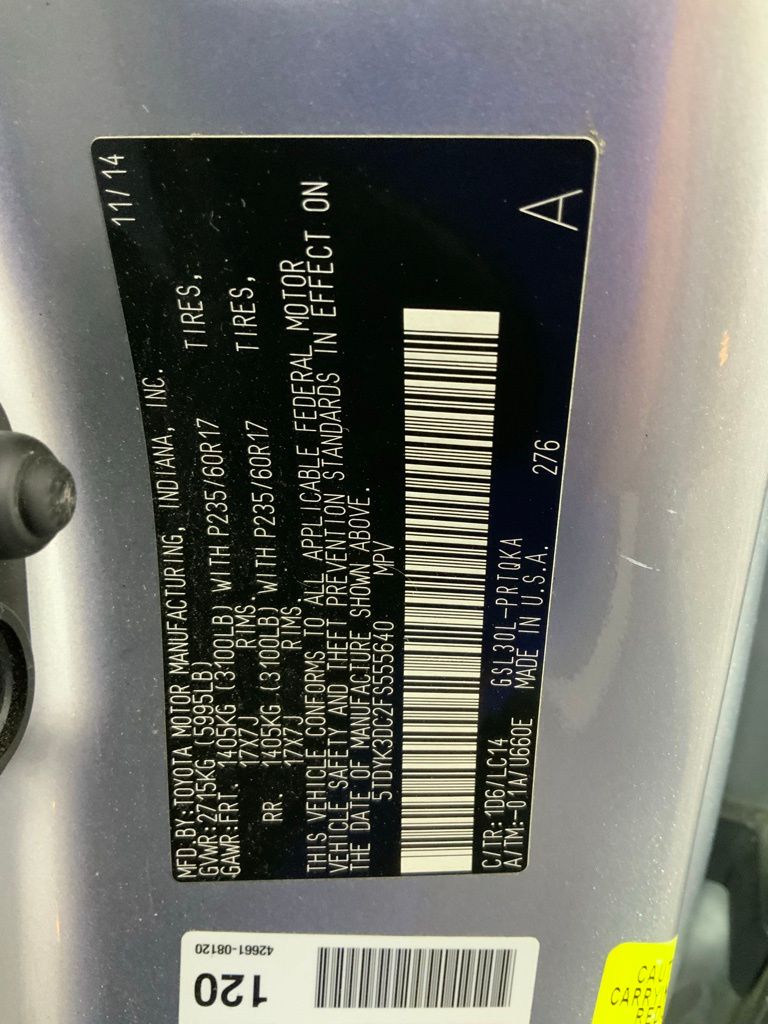 MFD.BY:TOYOTA MOTOR MANUFACTURING, INDIANA, INC. 11/14
GVWR:2715KG (5995LB)
GAWR:FRT. 1405KG (3100LB) WITH P235/60R17 TIRES,
17X7J RIMS
RR. 1405KG (3100LB) WITH P235/60R17 TIRES,
17X7J RIMS
THIS VEHICLE CONFORMS TO ALL APPLICABLE FEDERAL MOTOR
VEHICLE SAFETY AND THEFT PREVENTION STANDARDS IN EFFECT ON
THE DATE OF MANUFACTURE SHOWN ABOVE.
5TDYK3DC2FS555640 MPV
C/TR:1D6/LC14 GSL30L-PRTQKA
A/TM:-01A/U660E MADE IN U.S.A. 276
A
42661-08120
120